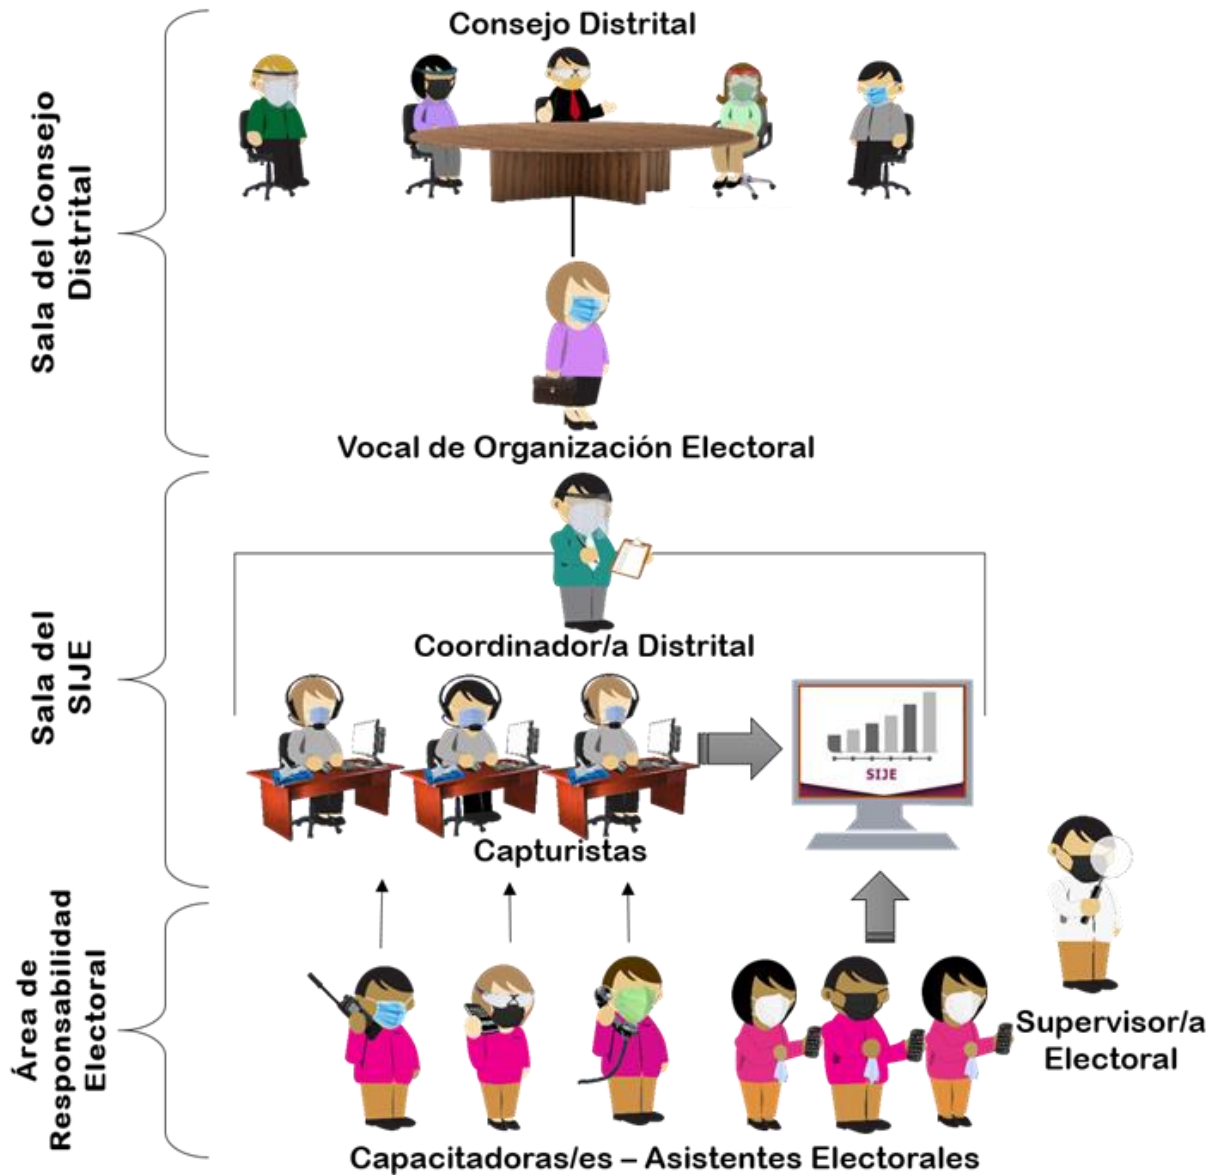 Consejo Distrital
Sala del Consejo
Distrital
Vocal de Organización Electoral
Sala del
SIJE
Coordinador/a Distrital
SIJE
Capturistas
Área de
Responsabilidad
Electoral
Supervisor/a
Electoral
Capacitadoras/es – Asistentes Electorales